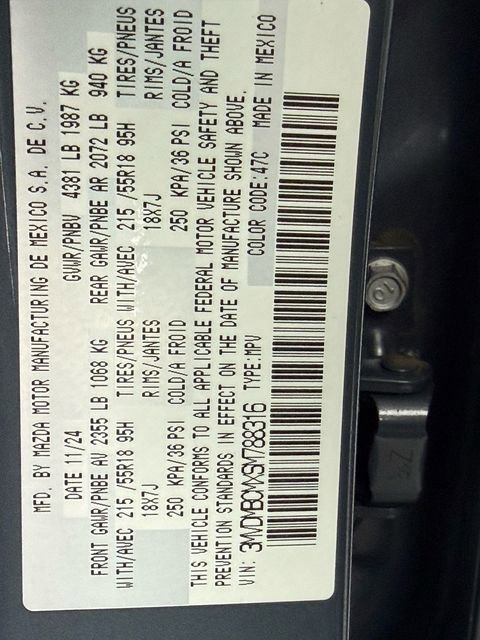 MFD. BY MAZDA MOTOR MANUFACTURING DE MEXICO S.A. DE C.V.
DATE 11/24 GVWR/PNBV 4381 LB 1987 KG
FRONT GAWR/PNBE AV 2355 LB 1068 KG REAR GAWR/PNBE AR 2072 LB 940 KG
WITH/AVEC 215 /55R18 95H TIRES/PNEUS WITH/AVEC 215 /55R18 95H TIRES/PNEUS
18X7J RIMS/JANTES 18X7J RIMS/JANTES
250 KPA/36 PSI COLD/A FROID 250 KPA/36 PSI COLD/A FROID
THIS VEHICLE CONFORMS TO ALL APPLICABLE FEDERAL MOTOR VEHICLE SAFETY AND THEFT
PREVENTION STANDARDS IN EFFECT ON THE DATE OF MANUFACTURE SHOWN ABOVE.
VIN: 3MVDMBCMXSM788316 TYPE:MPV COLOR CODE:47C MADE IN MEXICO